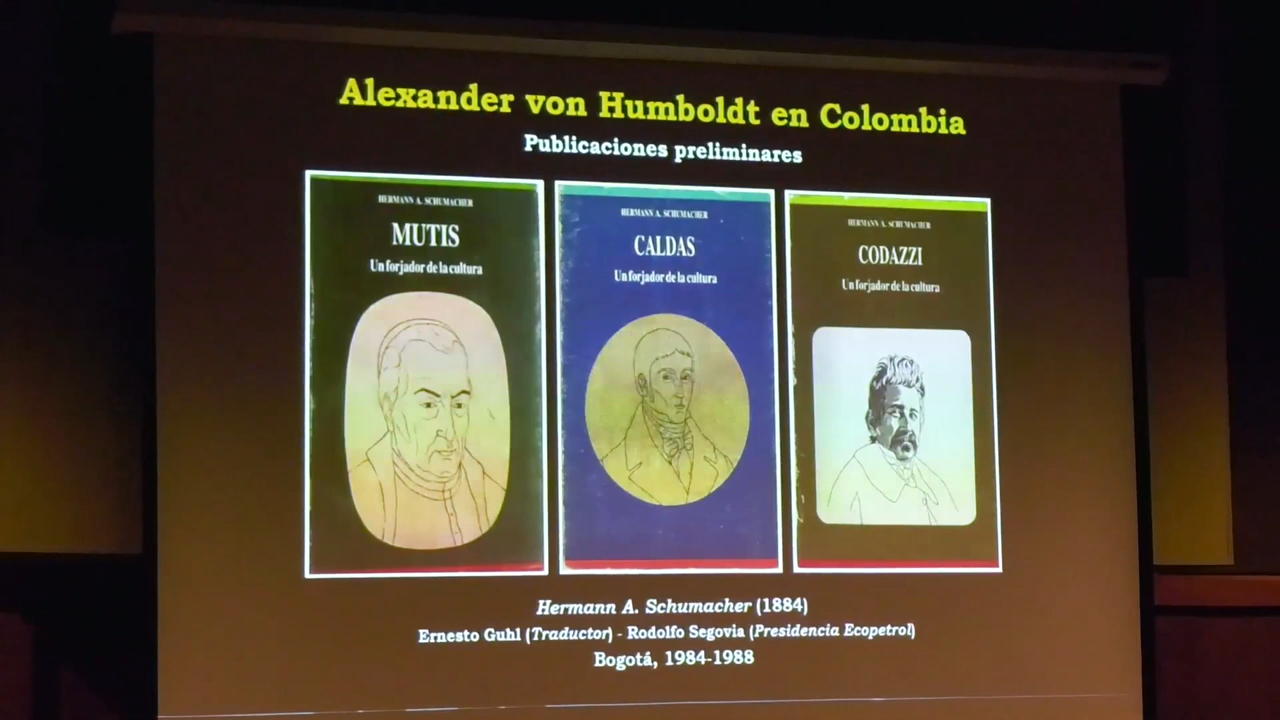 Alexander von Humboldt en Colombia
Publicaciones preliminares
HERMANN A. SCHUMACHER
MUTIS
Un forjador de la cultura
HERMANN A. SCHUMACHER
CALDAS
Un forjador de la cultura
HERMANN A. SCHUMACHER
CODAZZI
Un forjador de la cultura
Hermann A. Schumacher (1884)
Ernesto Guhl (Traductor) - Rodolfo Segovia (Presidencia Ecopetrol)
Bogotá, 1984-1988